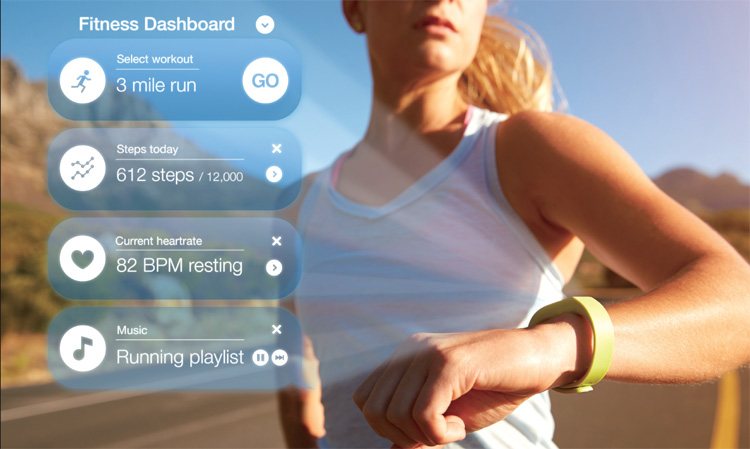 Fitness Dashboard
Select workout
3 mile run
GO
Steps today
612 steps / 12,000
Current heartrate
82 BPM resting
Music
Running playlist